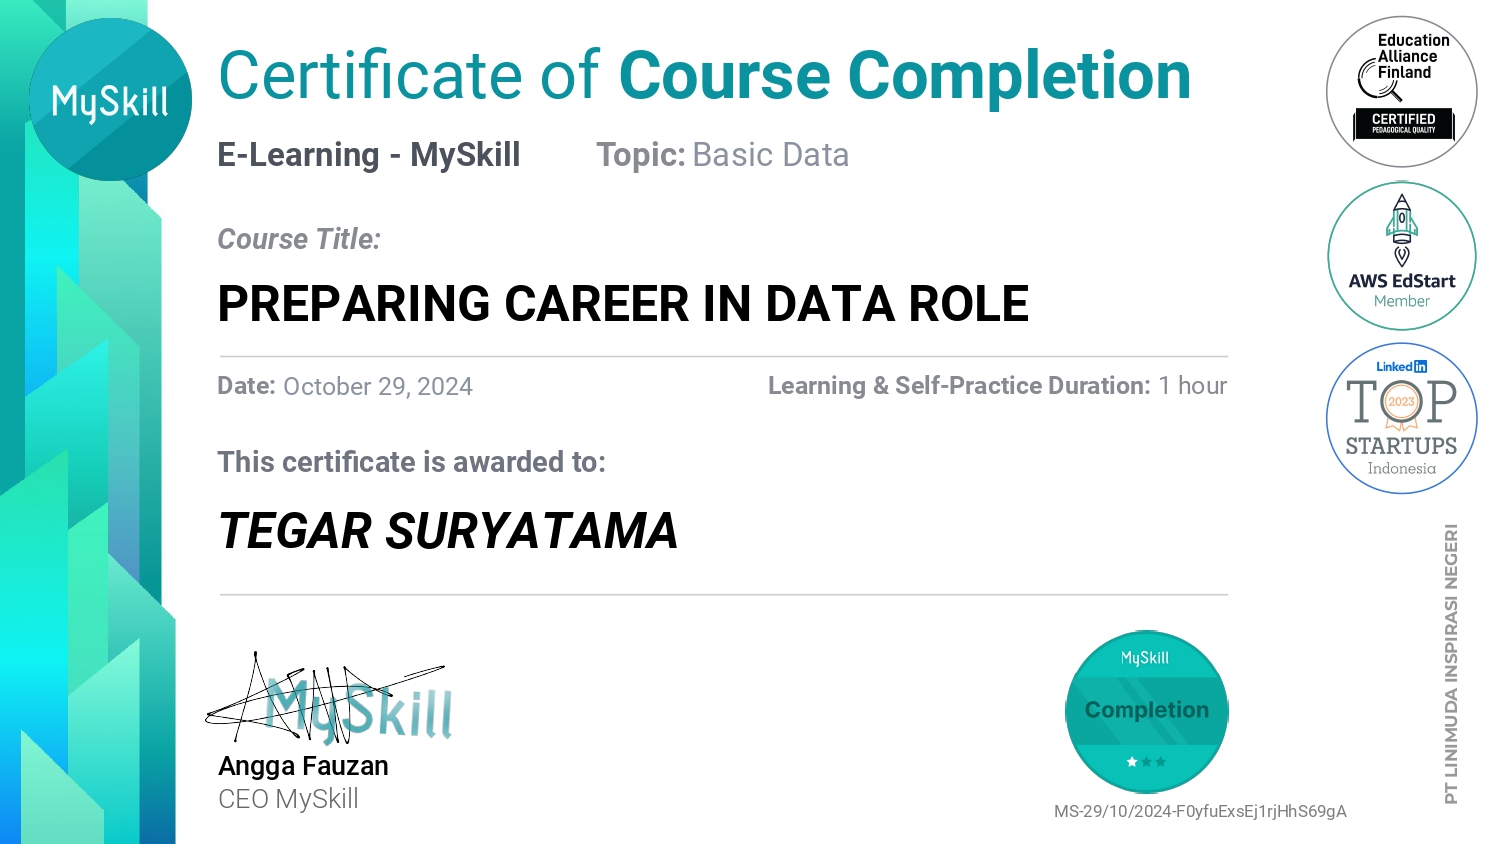 MySkill
Certificate of Course Completion
E-Learning - MySkill
Topic: Basic Data
Course Title:
PREPARING CAREER IN DATA ROLE
Date: October 29, 2024
Learning & Self-Practice Duration: 1 hour
This certificate is awarded to:
TEGAR SURYATAMA
MySkill
Angga Fauzan
CEO MySkill
MySkill
Completion
MS-29/10/2024-F0yfuExsEj1rjHhS69gA
Education
Alliance
Finland
CERTIFIED
PEDAGOGICAL QUALITY
AWS EdStart
Member
Linked in
TOP
2023
STARTUPS
Indonesia
PT LINIMUDA INSPIRASI NEGERI